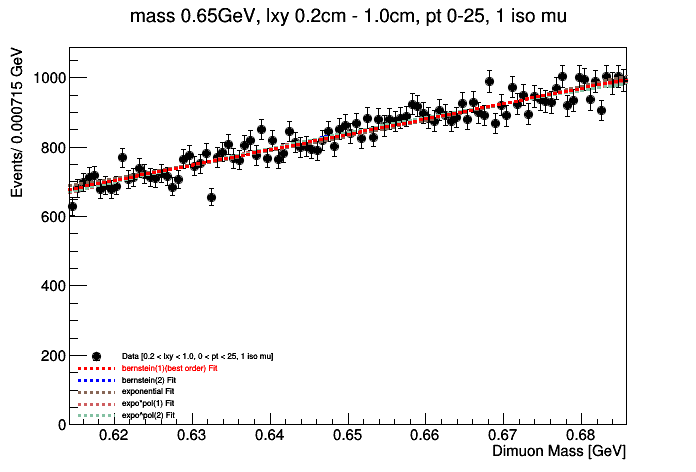 mass 0.65GeV, lxy 0.2cm - 1.0cm, pt 0-25, 1 iso mu
Events/ 0.000715 GeV
1000
800
600
400
200
0
Data [0.2 < lxy < 1.0, 0 < pt < 25, 1 iso mu]
bernstein(1)(best order) Fit
bernstein(2) Fit
exponential Fit
expo*pol(1) Fit
expo*pol(2) Fit
0.62 0.63 0.64 0.65 0.66 0.67 0.68
Dimuon Mass [GeV]